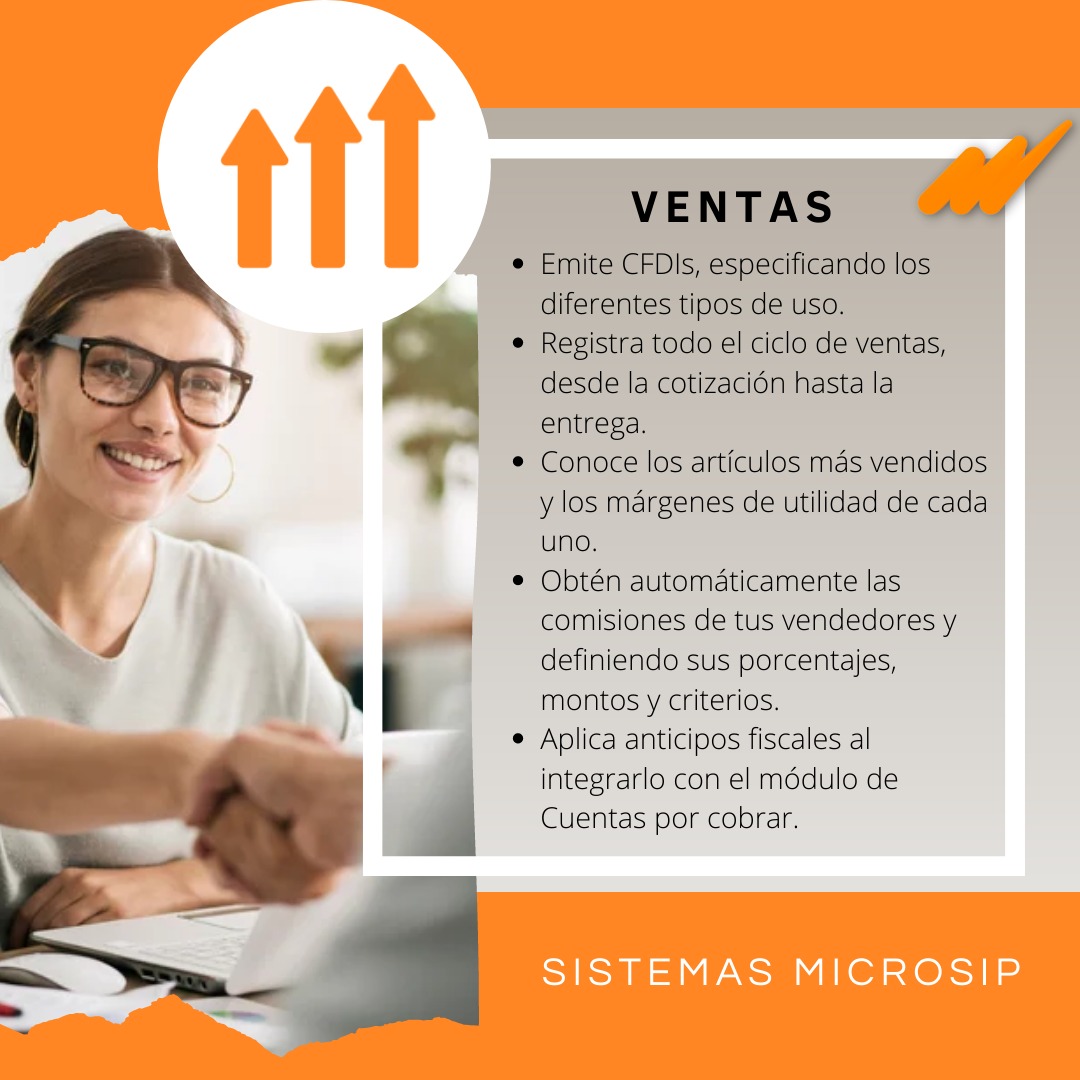 VENTAS
• Emite CFDIs, especificando los
diferentes tipos de uso.
• Registra todo el ciclo de ventas,
desde la cotización hasta la
entrega.
• Conoce los artículos más vendidos
y los márgenes de utilidad de cada
uno.
• Obtén automáticamente las
comisiones de tus vendedores y
definiendo sus porcentajes,
montos y criterios.
• Aplica anticipos fiscales al
integrarlo con el módulo de
Cuentas por cobrar.
SISTEMAS MICROSIP